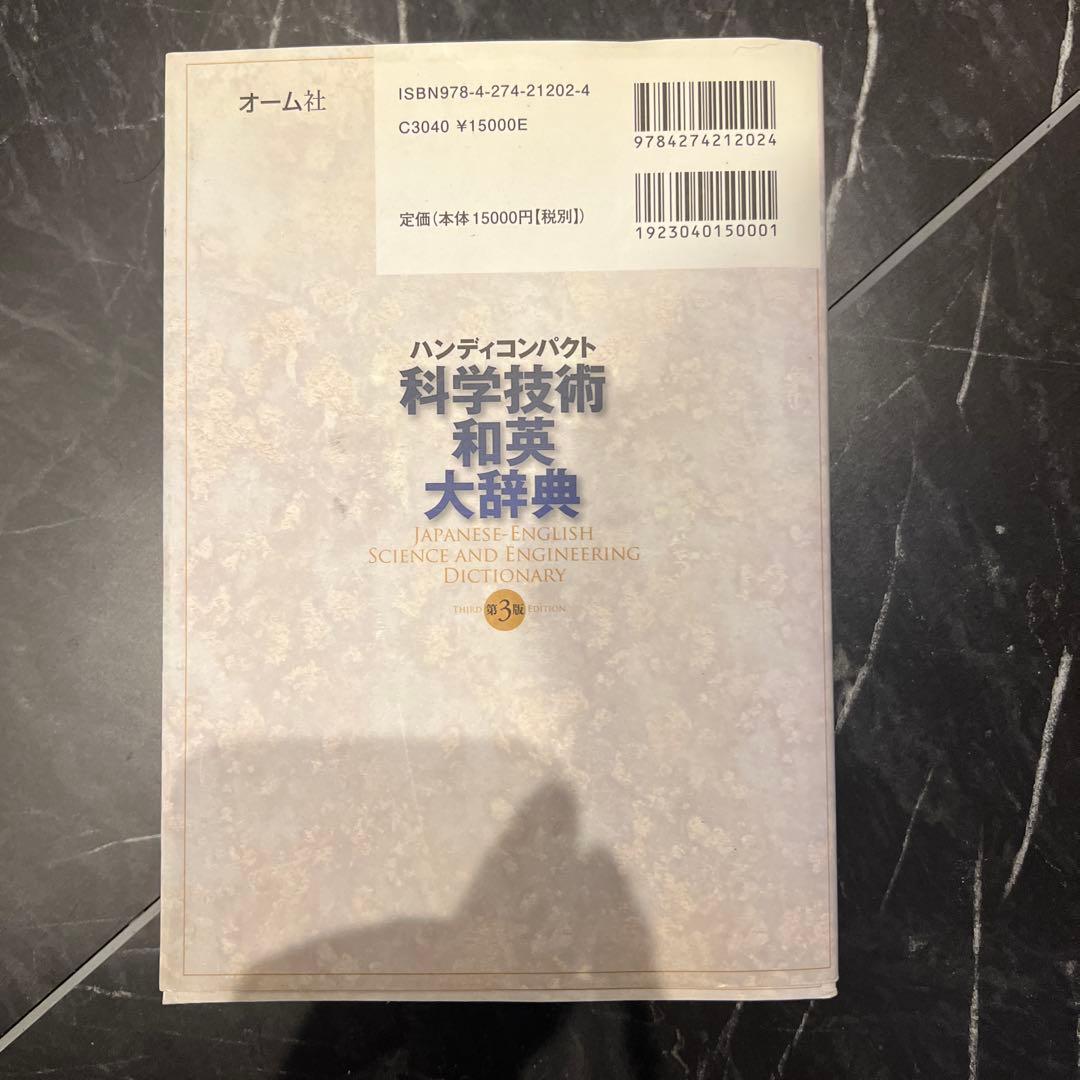 オーム社
ISBN978-4-274-21202-4
C3040 ¥15000E
9784274212024
定価(本体15000円【税別】)
1923040150001
ハンディコンパクト
科学技術
和英
大辞典
JAPANESE-ENGLISH
SCIENCE AND ENGINEERING
DICTIONARY
THIRD 第3版 EDITION